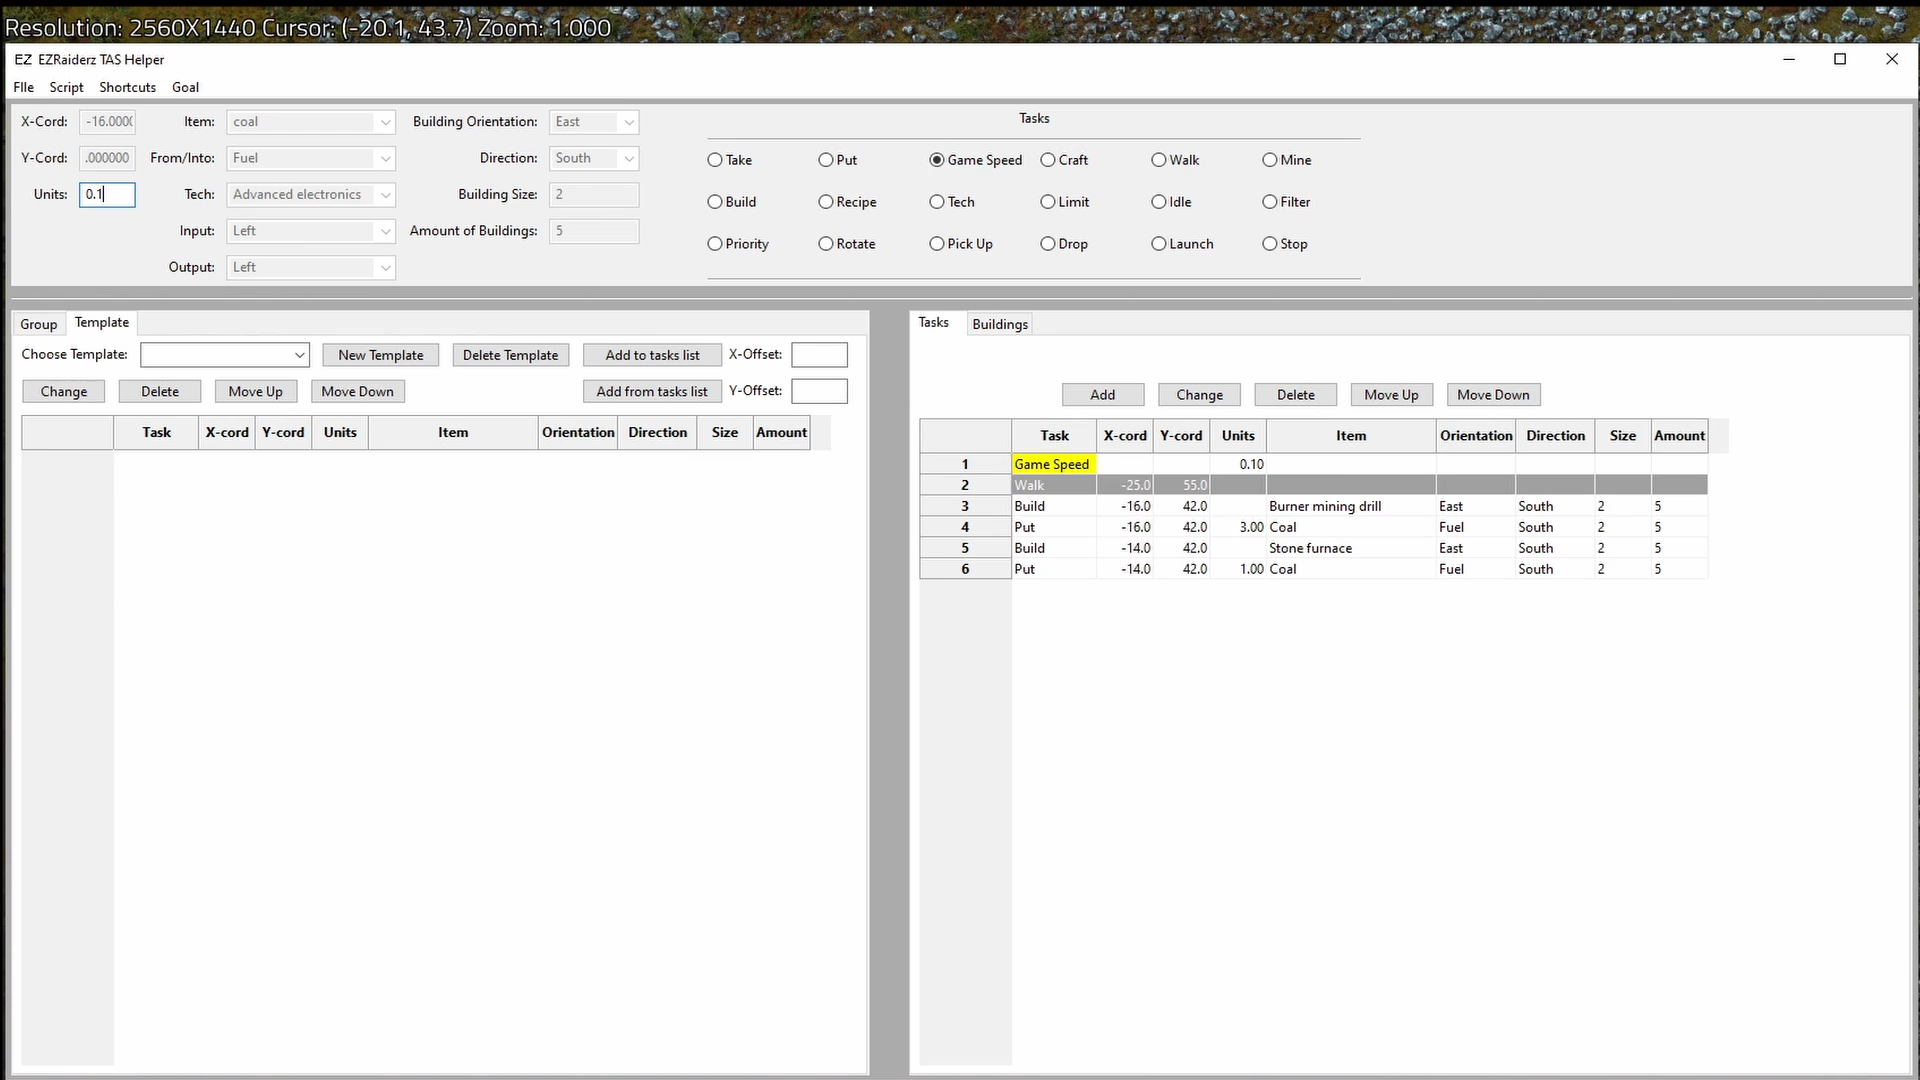 Resolution: 2560X1440 Cursor: (-20.1, 43.7) Zoom: 1.000
EZ EZRaiderz TAS Helper
FIle Script Shortcuts Goal
X-Cord: -16.000( Item: coal Building Orientation: East Tasks
Y-Cord: .000000 From/Into: Fuel Direction: South Take Put Game Speed Craft Walk Mine
Units: 0.1 Tech: Advanced electronics Building Size: 2 Build Recipe Tech Limit Idle Filter
Input: Left Amount of Buildings: 5 Priority Rotate Pick Up Drop Launch Stop
Output: Left
Group Template
Choose Template: New Template Delete Template Add to tasks list X-Offset:
Change Delete Move Up Move Down Add from tasks list Y-Offset:
Task X-cord Y-cord Units Item Orientation Direction Size Amount
Tasks Buildings
Add Change Delete Move Up Move Down
Task X-cord Y-cord Units Item Orientation Direction Size Amount
1 Game Speed 0.10
2 Walk -25.0 55.0
3 Build -16.0 42.0 Burner mining drill East South 2 5
4 Put -16.0 42.0 3.00 Coal Fuel South 2 5
5 Build -14.0 42.0 Stone furnace East South 2 5
6 Put -14.0 42.0 1.00 Coal Fuel South 2 5